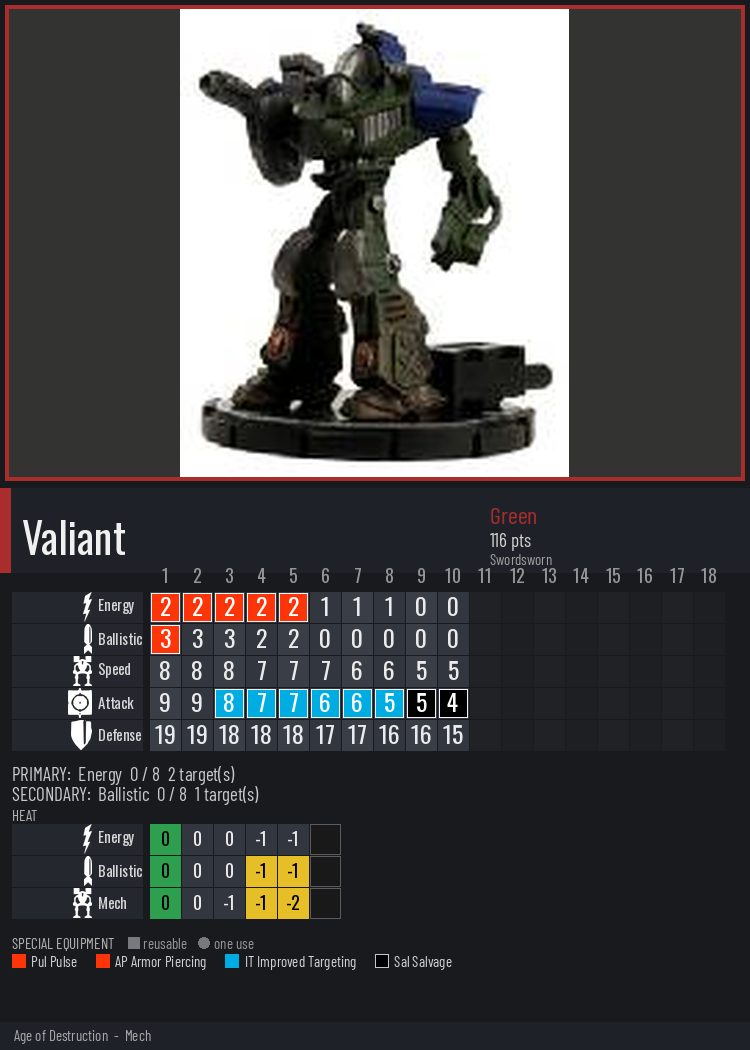 Valiant
Green
116 pts
Swordsworn
1 2 3 4 5 6 7 8 9 10 11 12 13 14 15 16 17 18
Energy 2 2 2 2 2 1 1 1 0 0
Ballistic 3 3 3 2 2 0 0 0 0 0
Speed 8 8 8 7 7 7 6 6 5 5
Attack 9 9 8 7 7 6 6 5 5 4
Defense 19 19 18 18 18 17 17 16 16 15
PRIMARY: Energy 0 / 8 2 target(s)
SECONDARY: Ballistic 0 / 8 1 target(s)
HEAT
Energy 0 0 0 -1 -1
Ballistic 0 0 0 -1 -1
Mech 0 0 -1 -1 -2
SPECIAL EQUIPMENT reusable one use
Pul Pulse AP Armor Piercing IT Improved Targeting Sal Salvage
Age of Destruction - Mech